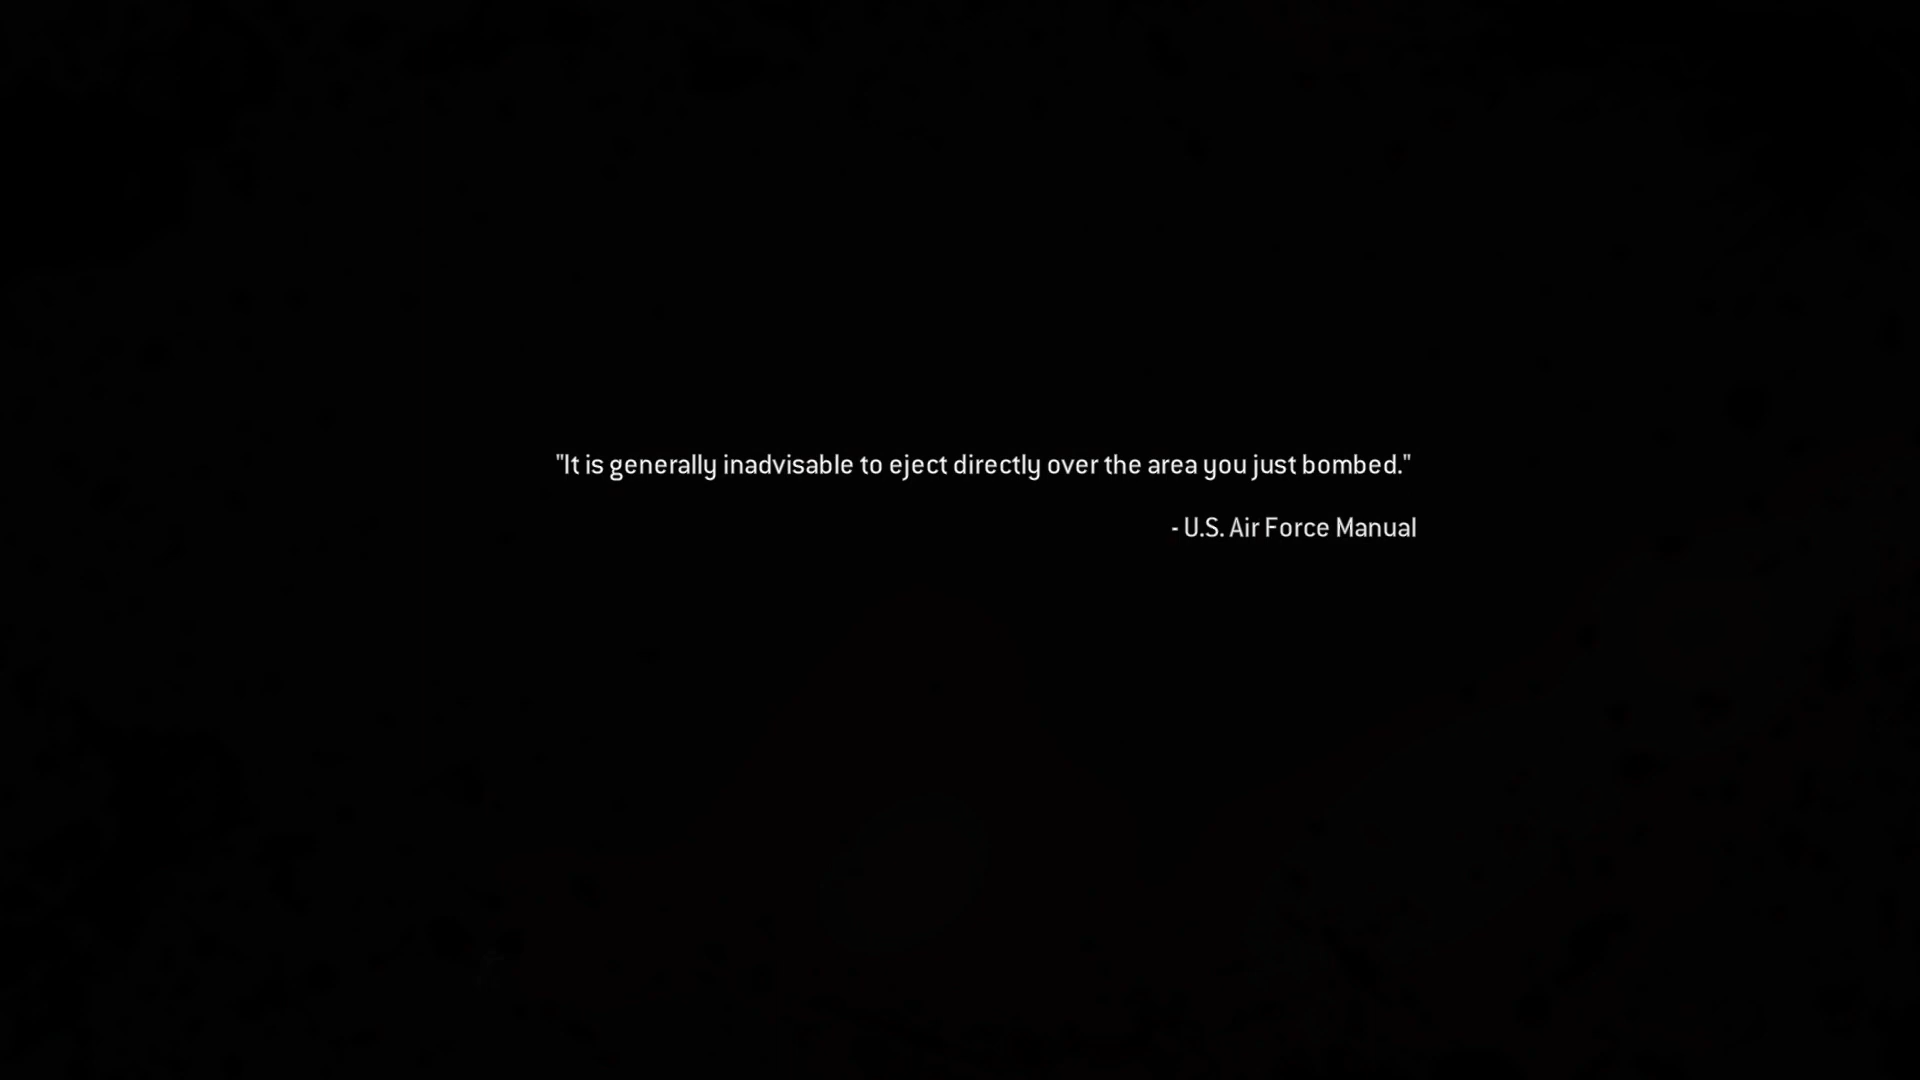 "It is generally inadvisable to eject directly over the area you just bombed."
- U.S. Air Force Manual